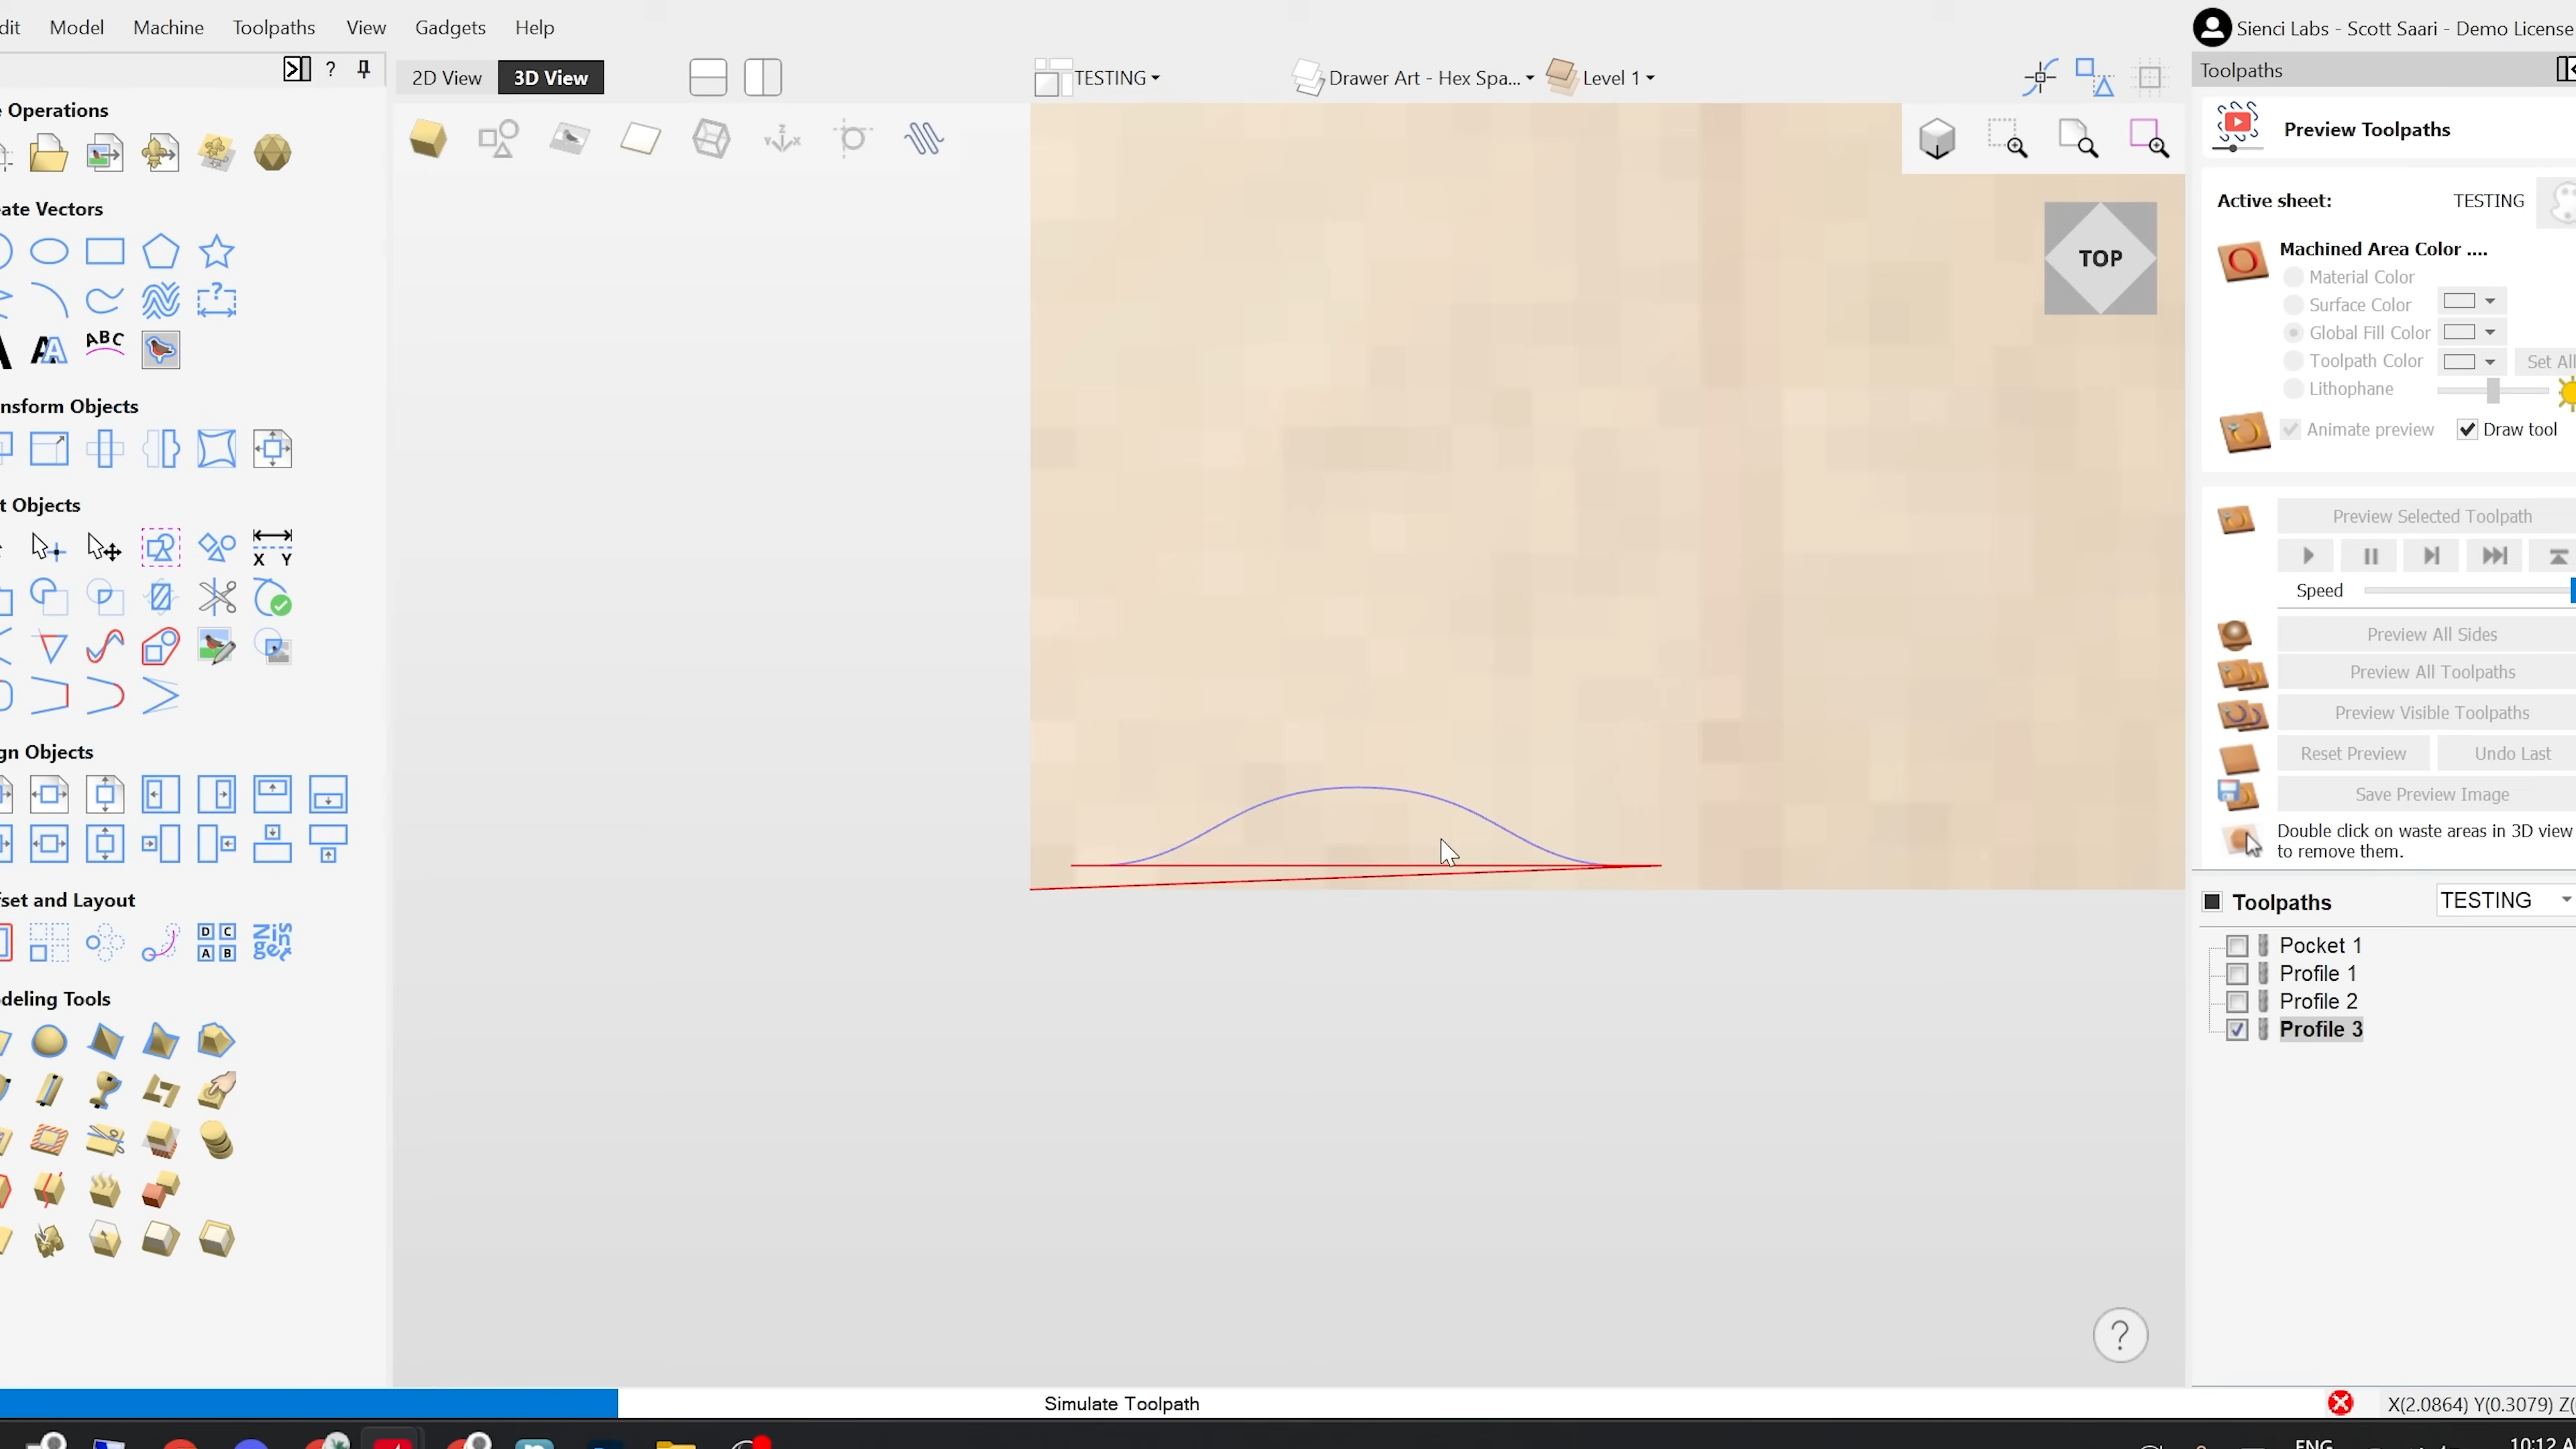 dit Model Machine Toolpaths View Gadgets Help
Sienci Labs - Scott Saari - Demo License
?
2D View 3D View
TESTING
Drawer Art - Hex Spa...
Level 1
Toolpaths
e Operations
Preview Toolpaths
Active sheet: TESTING
eate Vectors
TOP
Machined Area Color ....
Material Color
Surface Color
Global Fill Color
Toolpath Color Set All
Lithophane
ABC
nsform Objects
Animate preview Draw tool
t Objects
X Y
Preview Selected Toolpath
Speed
Preview All Sides
Preview All Toolpaths
Preview Visible Toolpaths
Reset Preview Undo Last
Save Preview Image
Double click on waste areas in 3D view
to remove them.
gn Objects
fset and Layout
D C
A B
Toolpaths TESTING
Pocket 1
Profile 1
Profile 2
Profile 3
deling Tools
?
Simulate Toolpath
X(2.0864) Y(0.3079) Z(
ENG
10:12 A